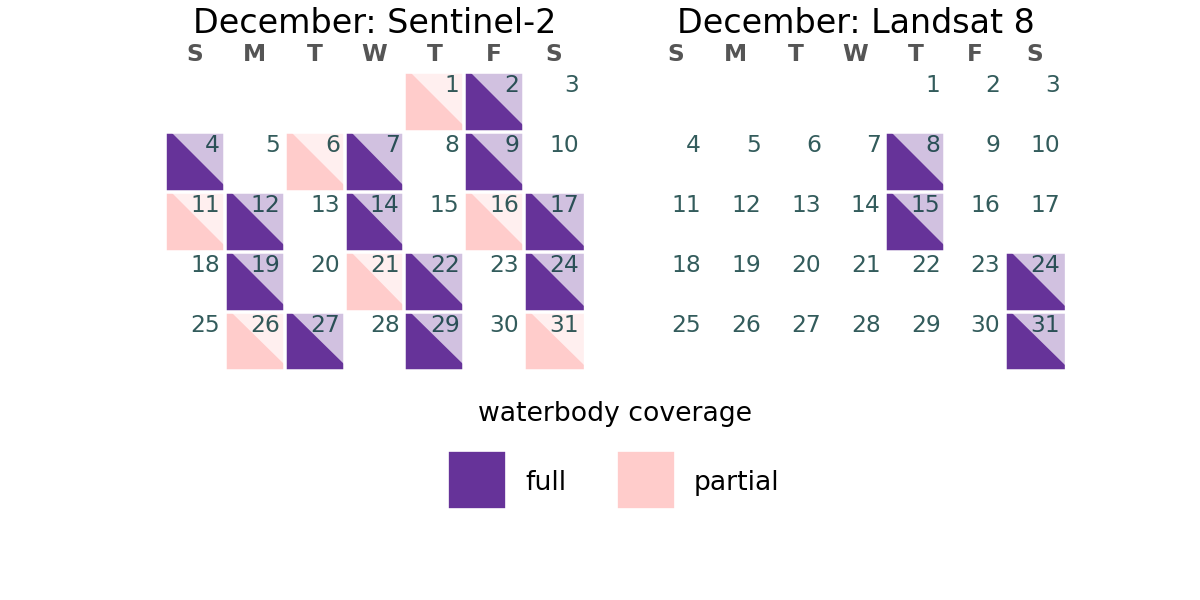 December: Sentinel-2
S M T W T F S
1 2 3
4 5 6 7 8 9 10
11 12 13 14 15 16 17
18 19 20 21 22 23 24
25 26 27 28 29 30 31
December: Landsat 8
S M T W T F S
1 2 3
4 5 6 7 8 9 10
11 12 13 14 15 16 17
18 19 20 21 22 23 24
25 26 27 28 29 30 31
waterbody coverage
full partial